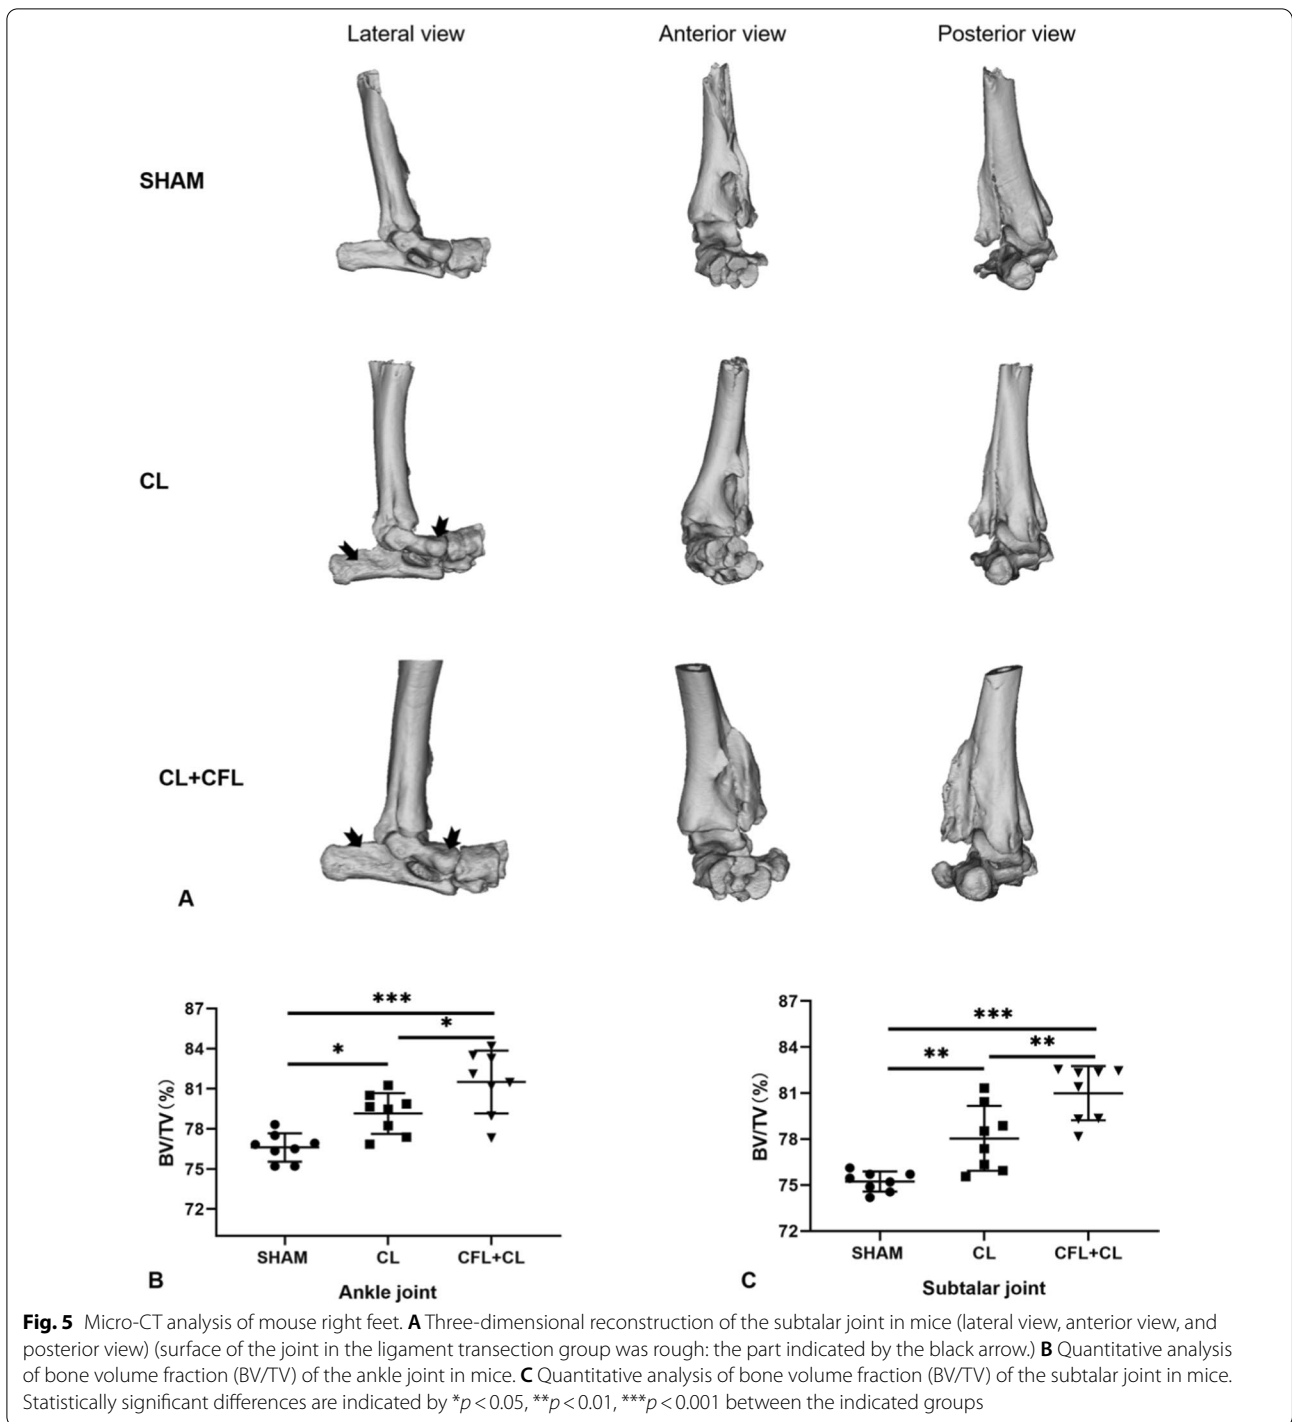 Lateral view Anterior view Posterior view
SHAM
CL
CL+CFL
A
87
84
81
78
75
72
BV/TV (%)
***
*
*
SHAM CL CFL+CL
Ankle joint
B
87
84
81
78
75
72
BV/TV (%)
***
**
**
SHAM CL CFL+CL
Subtalar joint
C
Fig. 5 Micro-CT analysis of mouse right feet. A Three-dimensional reconstruction of the subtalar joint in mice (lateral view, anterior view, and
posterior view) (surface of the joint in the ligament transection group was rough: the part indicated by the black arrow.) B Quantitative analysis
of bone volume fraction (BV/TV) of the ankle joint in mice. C Quantitative analysis of bone volume fraction (BV/TV) of the subtalar joint in mice.
Statistically significant differences are indicated by *p < 0.05, **p < 0.01, ***p < 0.001 between the indicated groups